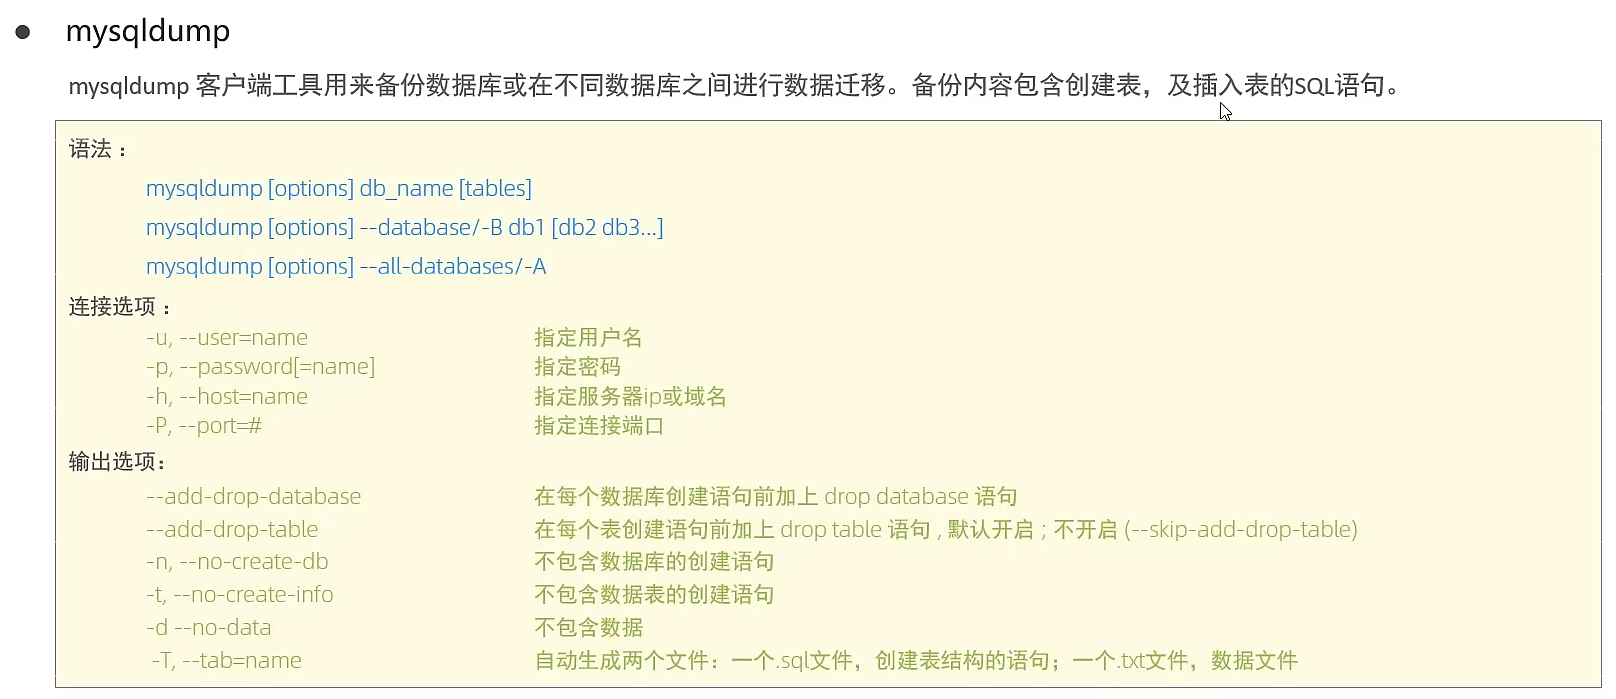 ● mysqldump
mysqldump 客户端工具用来备份数据库或在不同数据库之间进行数据迁移。备份内容包含创建表，及插入表的SQL语句。
语法：
mysqldump [options] db_name [tables]
mysqldump [options] --database/-B db1 [db2 db3...]
mysqldump [options] --all-databases/-A
连接选项：
-u, --user=name 指定用户名
-p, --password[=name] 指定密码
-h, --host=name 指定服务器ip或域名
-P, --port=# 指定连接端口
输出选项：
--add-drop-database 在每个数据库创建语句前加上 drop database 语句
--add-drop-table 在每个表创建语句前加上 drop table 语句 , 默认开启 ; 不开启 (--skip-add-drop-table)
-n, --no-create-db 不包含数据库的创建语句
-t, --no-create-info 不包含数据表的创建语句
-d --no-data 不包含数据
-T, --tab=name 自动生成两个文件：一个.sql文件，创建表结构的语句；一个.txt文件，数据文件